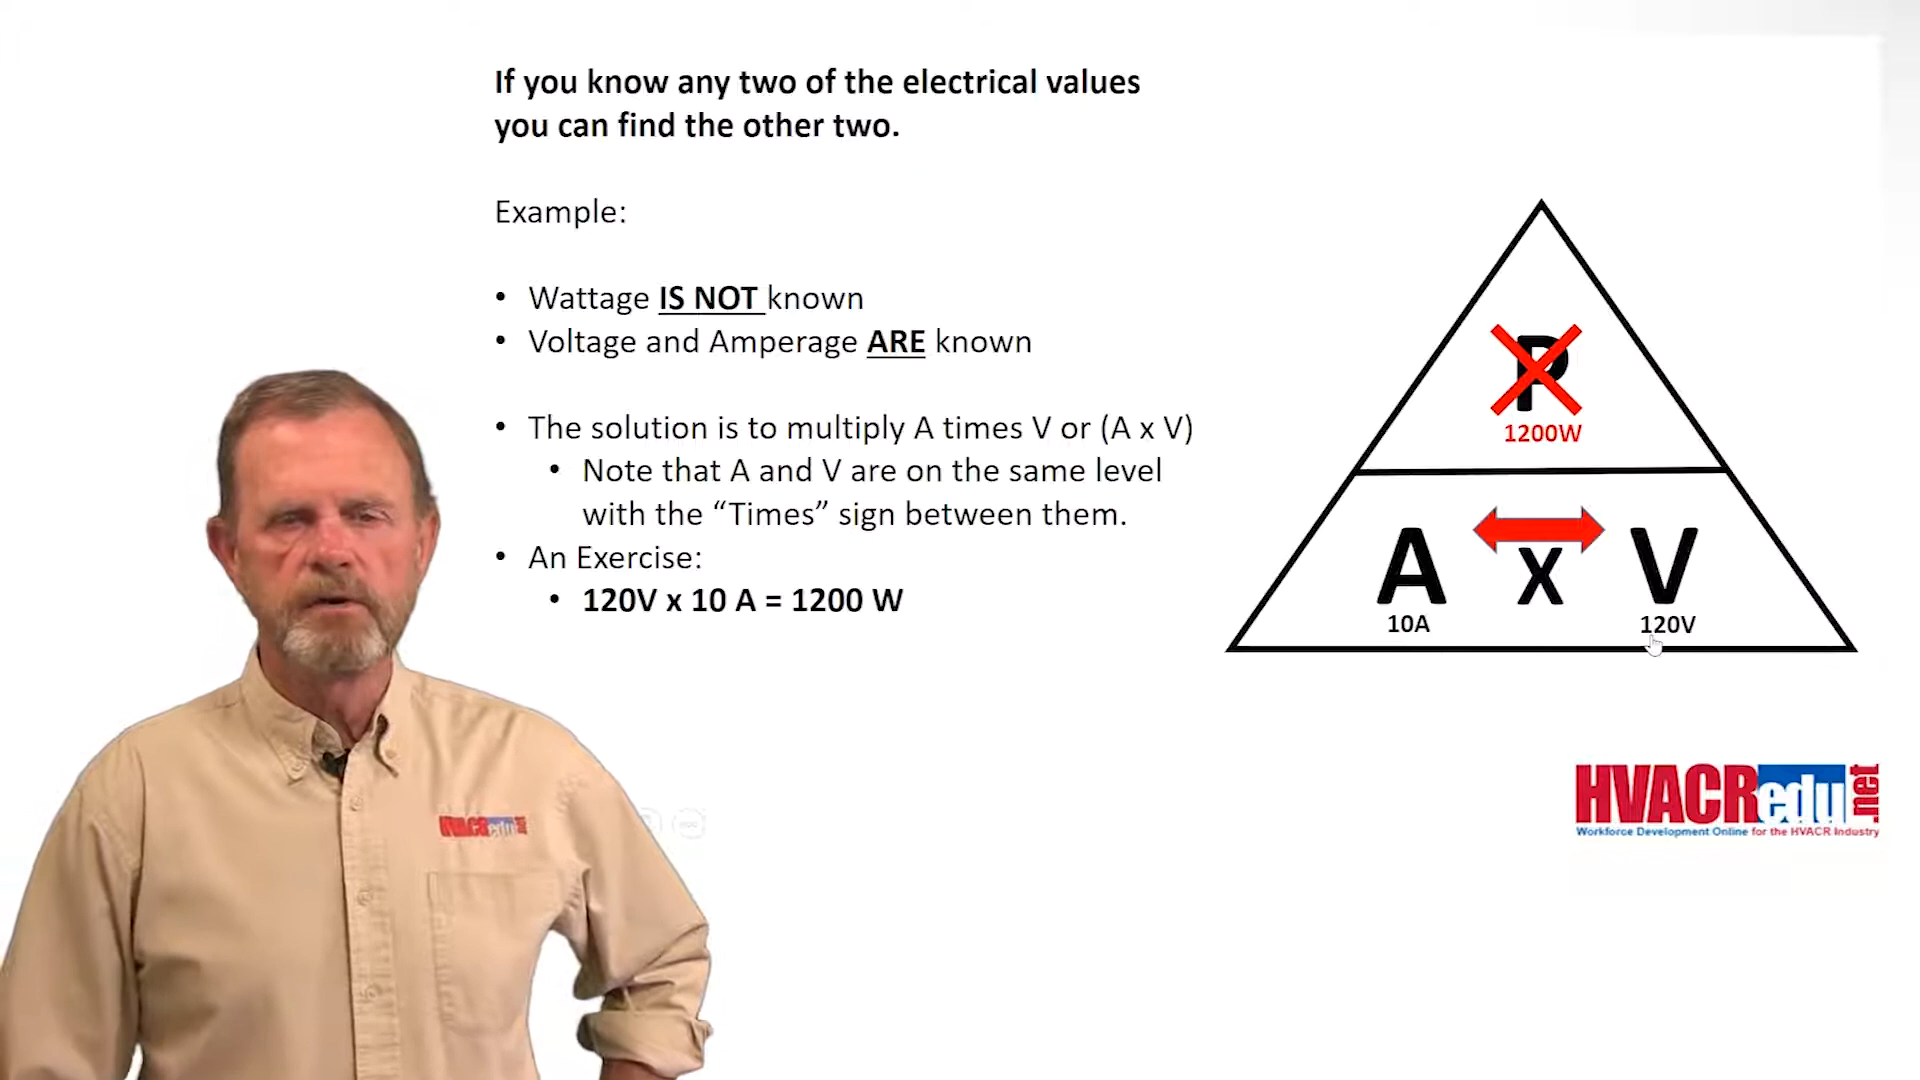 If you know any two of the electrical values
you can find the other two.
Example:
• Wattage IS NOT known
• Voltage and Amperage ARE known
• The solution is to multiply A times V or (A x V)
• Note that A and V are on the same level
with the “Times” sign between them.
• An Exercise:
• 120V x 10 A = 1200 W
P
1200W
A x V
10A 120V
HVACRedu.net
Workforce Development Online for the HVACR Industry
HVACRedu.net